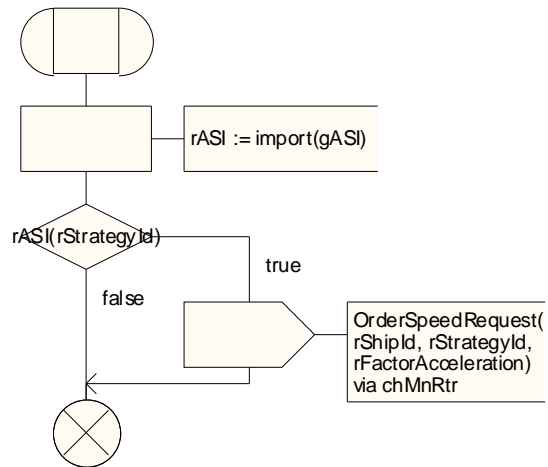 rASI := import(gASI)
rASI(rStrategyId)
true
false
OrderSpeedRequest(
rShipId, rStrategyId,
rFactorAcceleration)
via chMnRtr